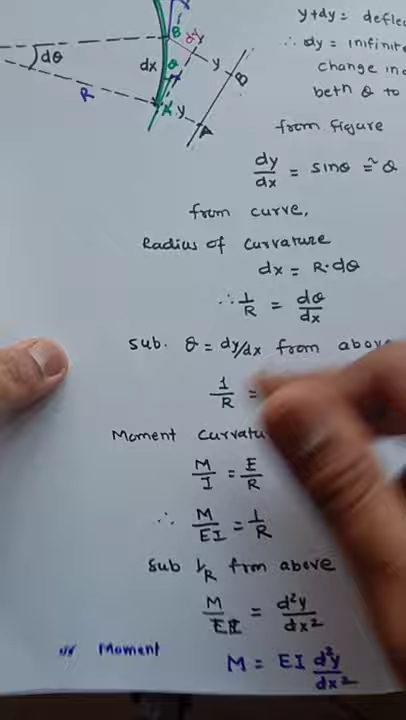 y+dy = deflec
∴ dy = inifinite
change in d
betn θ to
dθ
R
dx
θ
B
dy
y
B
A'
y
A
from figure
dy/dx = sinθ ≃ θ
from curve,
Radius of curvature
dx = R·dθ
∴ 1/R = dθ/dx
sub. θ = dy/dx from above
1/R =
Moment curvatu
M/I = E/R
∴ M/EI = 1/R
Sub 1/R from above
M/EI = d²y/dx²
Moment
M = EI d²y/dx²